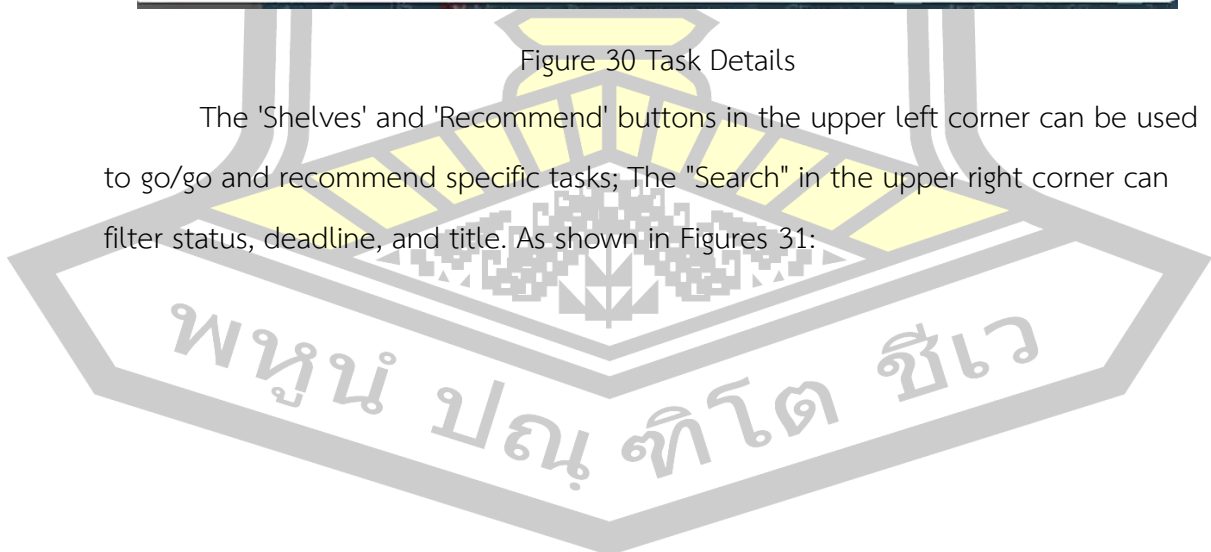 Figure 30 Task Details
The 'Shelves' and 'Recommend' buttons in the upper left corner can be used
to go/go and recommend specific tasks; The "Search" in the upper right corner can
filter status, deadline, and title. As shown in Figures 31:
พหูนํ ปณฺฑิโต ชีเว